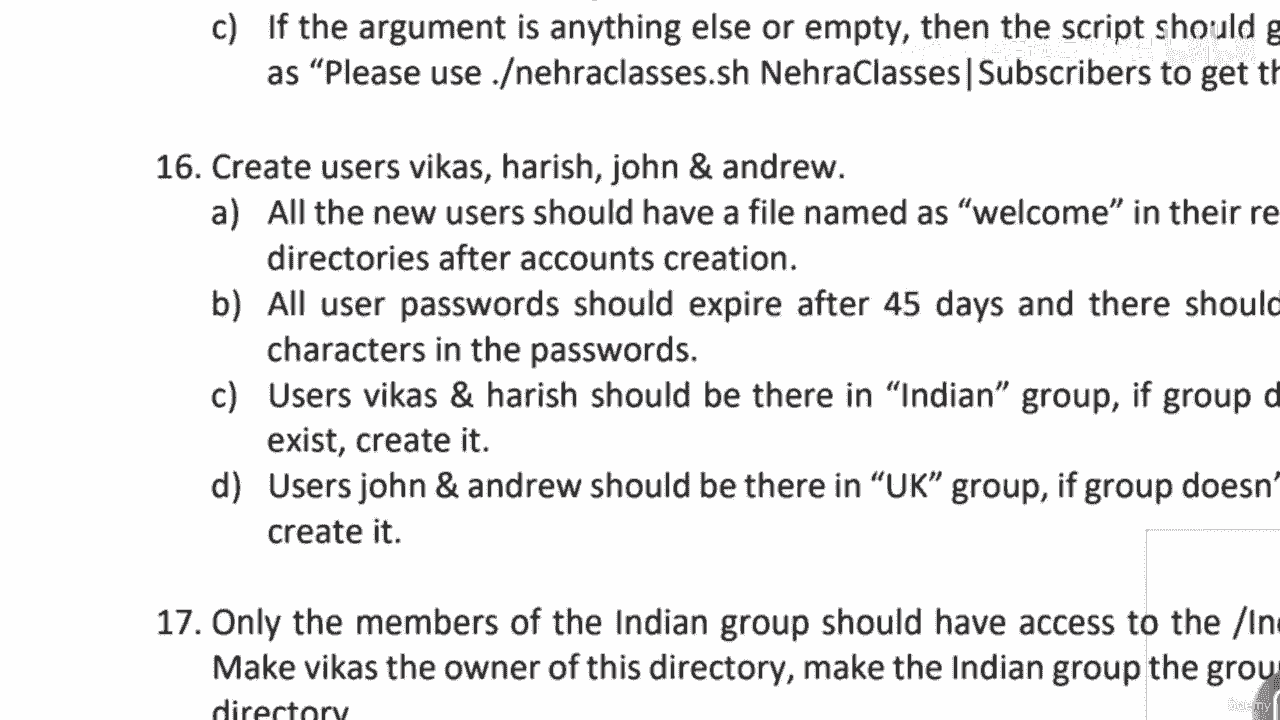 c) If the argument is anything else or empty, then the script should g
as “Please use ./nehraclasses.sh NehraClasses|Subscribers to get th
16. Create users vikas, harish, john & andrew.
a) All the new users should have a file named as “welcome” in their re
directories after accounts creation.
b) All user passwords should expire after 45 days and there should
characters in the passwords.
c) Users vikas & harish should be there in “Indian” group, if group d
exist, create it.
d) Users john & andrew should be there in “UK” group, if group doesn’
create it.
17. Only the members of the Indian group should have access to the /In
Make vikas the owner of this directory, make the Indian group the grou
directory